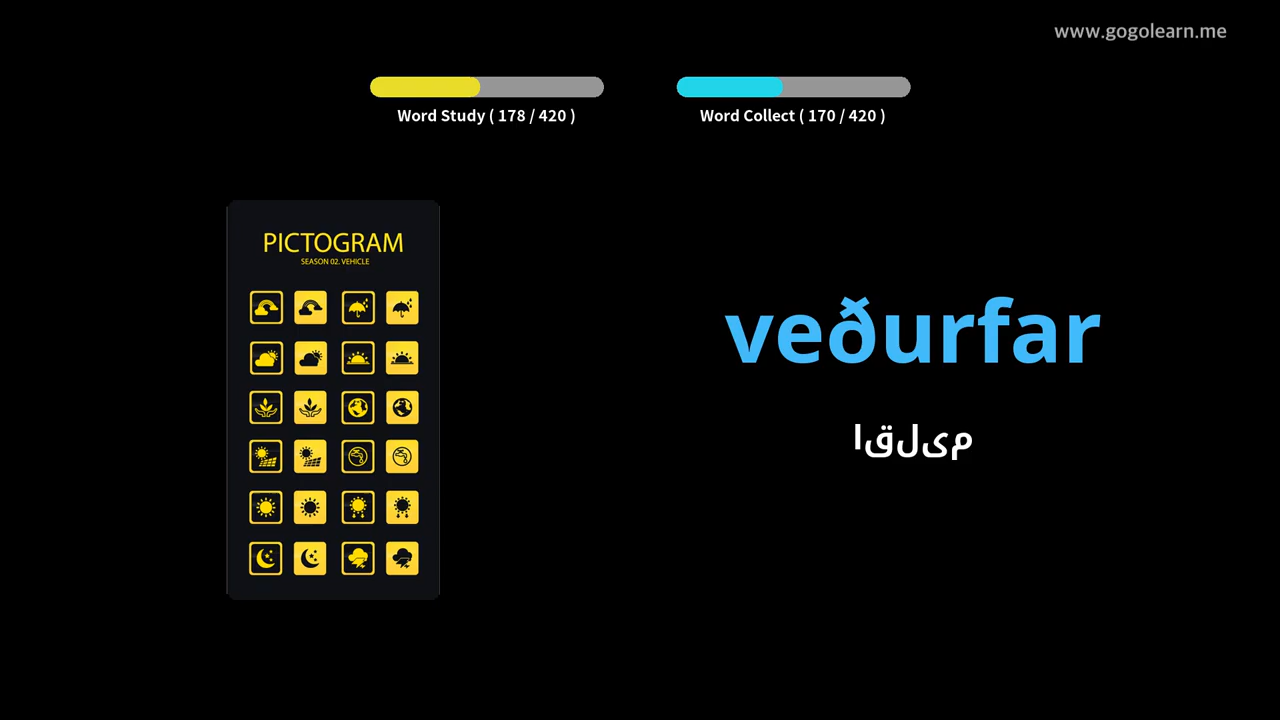 www.gogolearn.me
Word Study ( 178 / 420 )
Word Collect ( 170 / 420 )
PICTOGRAM
SEASON 02. VEHICLE
veðurfar
اقلیم